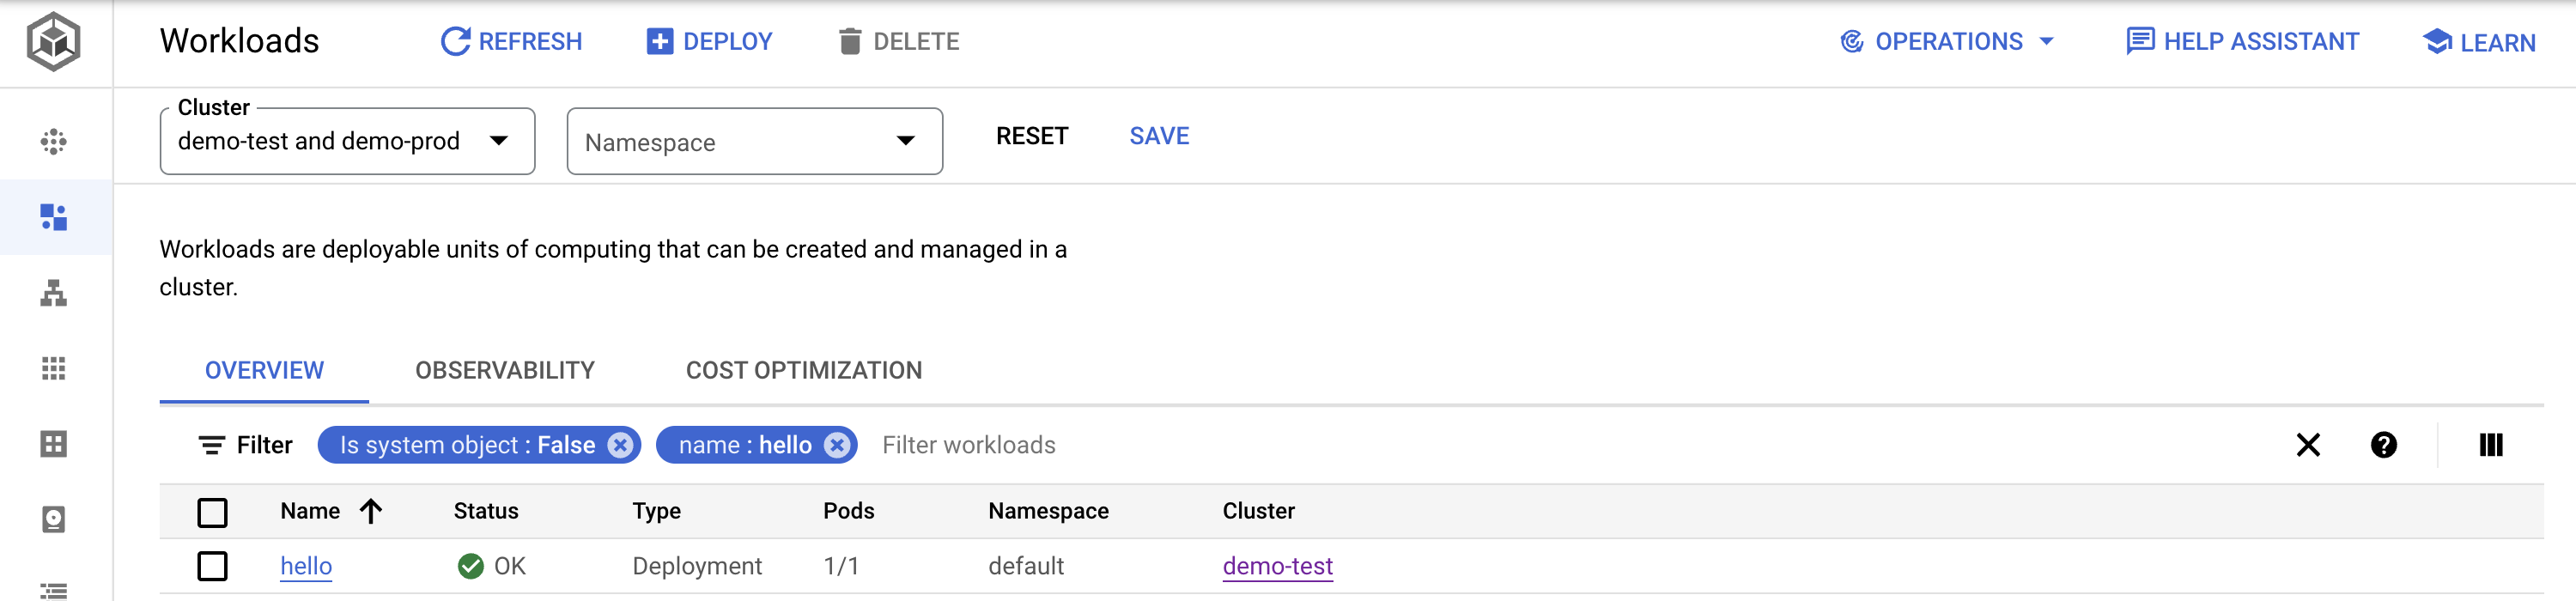 Workloads REFRESH DEPLOY DELETE OPERATIONS HELP ASSISTANT LEARN
Cluster
demo-test and demo-prod Namespace RESET SAVE
Workloads are deployable units of computing that can be created and managed in a
cluster.
OVERVIEW OBSERVABILITY COST OPTIMIZATION
Filter Is system object : False name : hello Filter workloads
Name Status Type Pods Namespace Cluster
hello OK Deployment 1/1 default demo-test